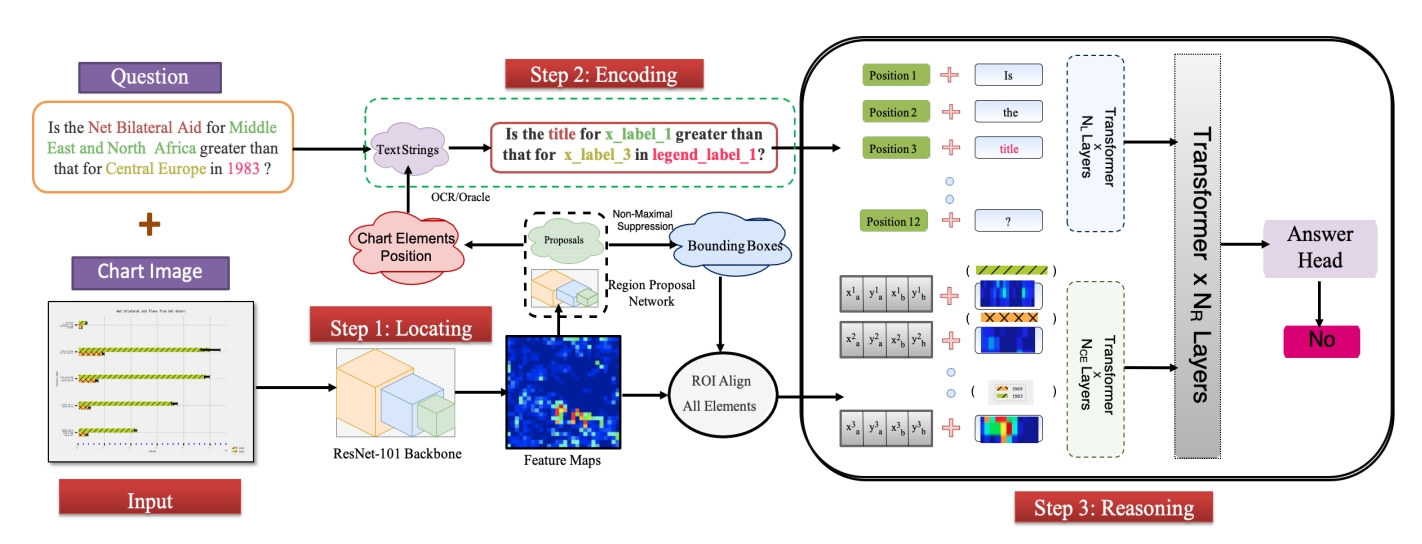 Question
Is the Net Bilateral Aid for Middle
East and North Africa greater than
that for Central Europe in 1983 ?
+
Chart Image
Net bilateral aid flows from DAC donors
Input
Step 1: Locating
ResNet-101 Backbone
Feature Maps
Step 2: Encoding
Text Strings
Is the title for x_label_1 greater than
that for x_label_3 in legend_label_1?
OCR/Oracle
Chart Elements
Position
Proposals
Non-Maximal
Suppression
Bounding Boxes
Region Proposal
Network
ROI Align
All Elements
Position 1
Is
Position 2
the
Position 3
title
Position 12
?
Transformer
x
N_L Layers
x^1_a y^1_a x^1_b y^1_b
( )
x^2_a y^2_a x^2_b y^2_b
( 1969
1983 )
x^3_a y^3_a x^3_b y^3_b
Transformer
x
N_CE Layers
Transformer x N_R Layers
Answer
Head
No
Step 3: Reasoning